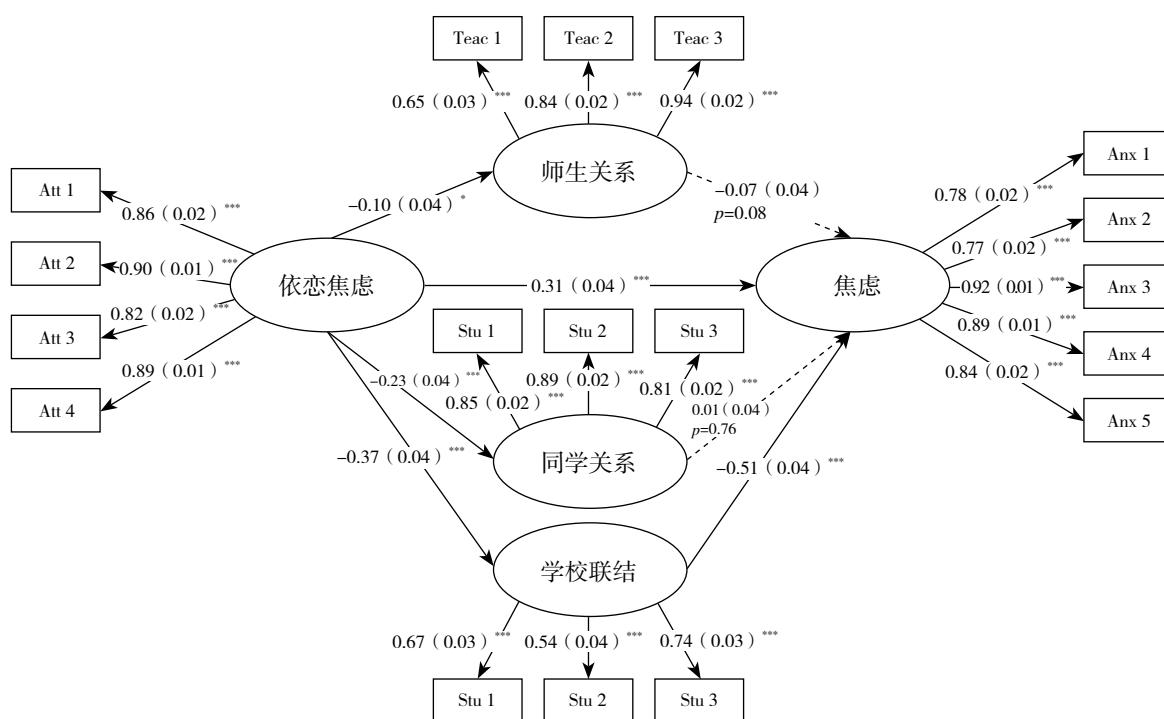 Teac 1
Teac 2
Teac 3
0.65（0.03）***
0.84（0.02）***
0.94（0.02）***
师生关系
Att 1
Att 2
Att 3
Att 4
0.86（0.02）***
0.90（0.01）***
0.82（0.02）***
0.89（0.01）***
依恋焦虑
-0.10（0.04）*
-0.07（0.04）
p=0.08
0.31（0.04）***
焦虑
0.78（0.02）***
0.77（0.02）***
0.92（0.01）***
0.89（0.01）***
0.84（0.02）***
Anx 1
Anx 2
Anx 3
Anx 4
Anx 5
Stu 1
Stu 2
Stu 3
-0.23（0.04）***
0.85（0.02）***
0.89（0.02）***
0.81（0.02）***
0.01（0.04）
p=0.76
同学关系
-0.37（0.04）***
-0.51（0.04）***
学校联结
0.67（0.03）***
0.54（0.04）***
0.74（0.03）***
Stu 1
Stu 2
Stu 3